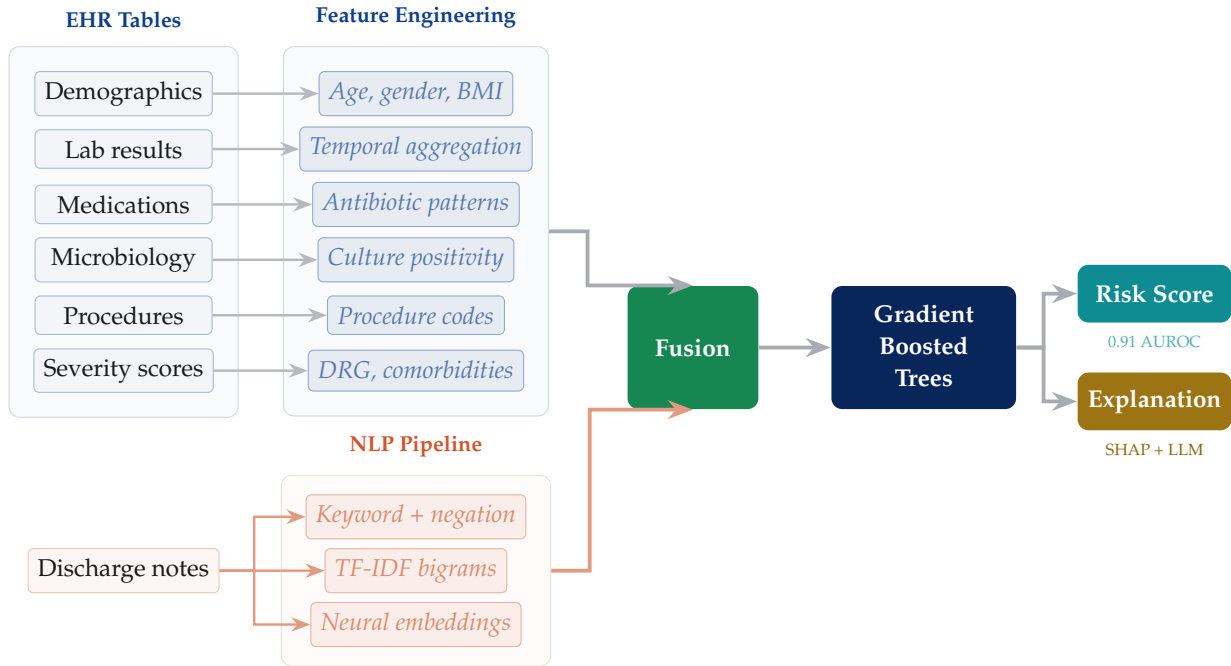 EHR Tables
Feature Engineering
Demographics
Age, gender, BMI
Lab results
Temporal aggregation
Medications
Antibiotic patterns
Microbiology
Culture positivity
Procedures
Procedure codes
Severity scores
DRG, comorbidities
NLP Pipeline
Discharge notes
Keyword + negation
TF-IDF bigrams
Neural embeddings
Fusion
Gradient
Boosted
Trees
Risk Score
0.91 AUROC
Explanation
SHAP + LLM